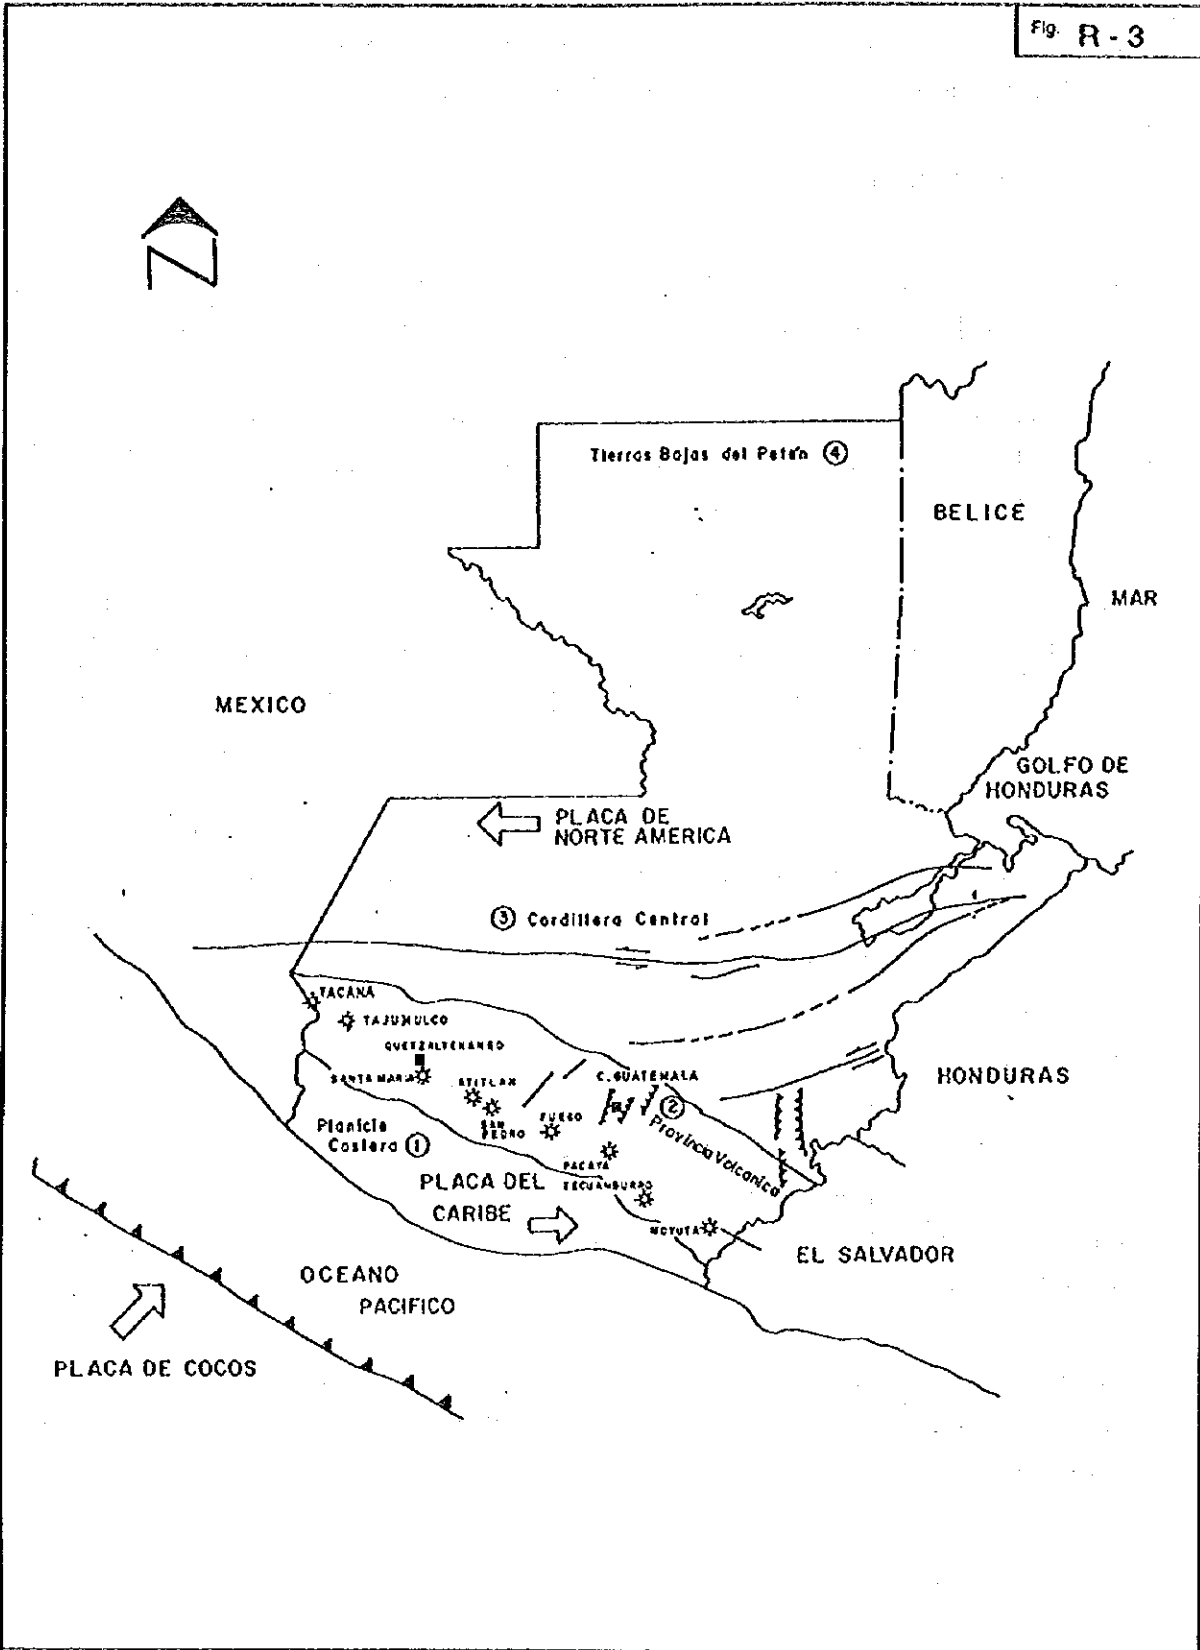 Fig. R - 3
Tierras Bajas del Petén ④
BELICE
MAR
MEXICO
GOLFO DE
HONDURAS
PLACA DE
NORTE AMERICA
③ Cordillera Central
TACANA
TAJUMULCO
QUETZALTENANGO
SANTA MARIA
ATITLAN
SAN
PEDRO
FUEGO
C. GUATEMALA
②
Provincia Volcanica
HONDURAS
Planicie
Costera ①
PACAYA
TECUAMBURRO
PLACA DEL
CARIBE
MOYUTA
EL SALVADOR
OCEANO
PACIFICO
PLACA DE COCOS